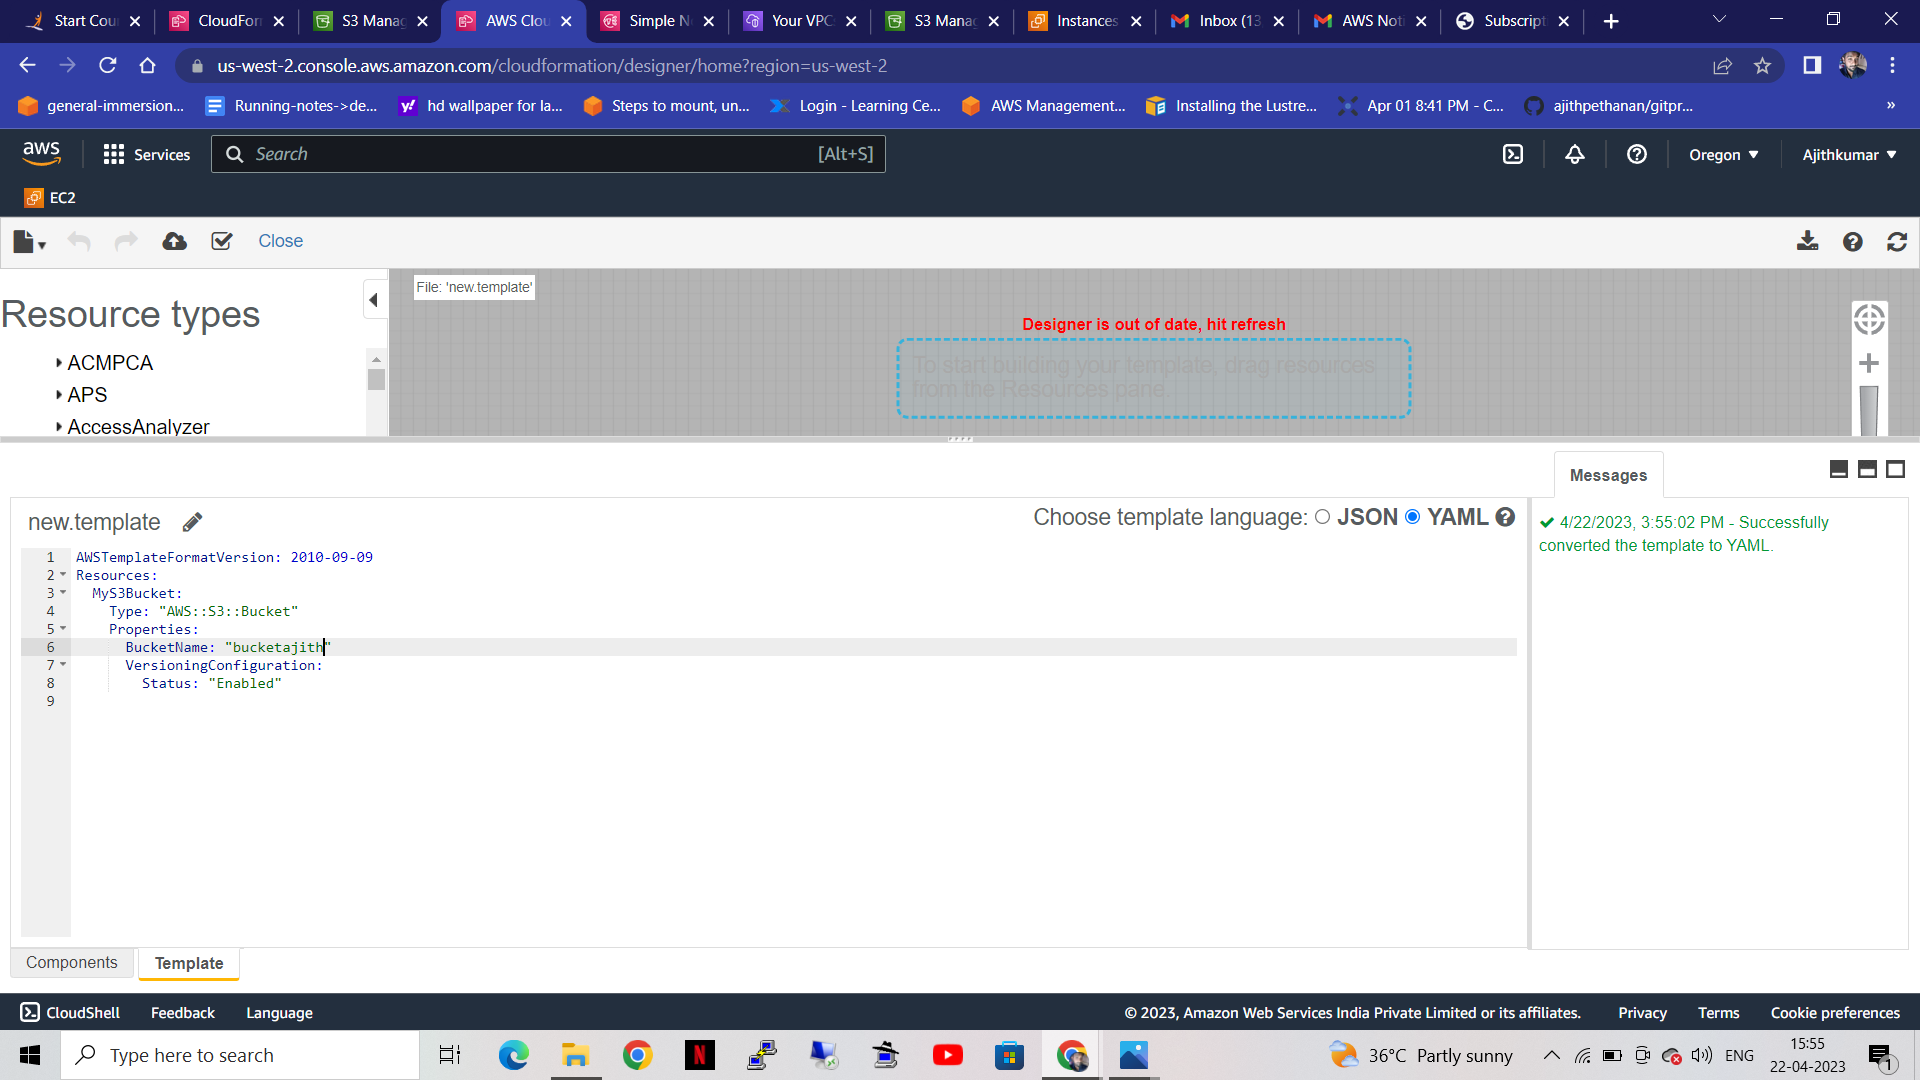 Start Cou
CloudFor
S3 Manag
AWS Clou
Simple N
Your VPC
S3 Manag
Instances
Inbox (13
AWS Noti
Subscript
us-west-2.console.aws.amazon.com/cloudformation/designer/home?region=us-west-2
general-immersion...
Running-notes->de...
hd wallpaper for la...
Steps to mount, un...
Login - Learning Ce...
AWS Management...
Installing the Lustre...
Apr 01 8:41 PM - C...
ajithpethanan/gitpr...
»
aws
Services
Search
[Alt+S]
Oregon
Ajithkumar
EC2
Close
Resource types
ACMPCA
APS
AccessAnalyzer
File: 'new.template'
Designer is out of date, hit refresh
To start building your template, drag resources
from the Resources pane.
Messages
new.template
Choose template language: JSON YAML
4/22/2023, 3:55:02 PM - Successfully
converted the template to YAML.
1 AWSTemplateFormatVersion: 2010-09-09
2 Resources:
3 MyS3Bucket:
4 Type: "AWS::S3::Bucket"
5 Properties:
6 BucketName: "bucketajith"
7 VersioningConfiguration:
8 Status: "Enabled"
9
Components
Template
CloudShell
Feedback
Language
© 2023, Amazon Web Services India Private Limited or its affiliates.
Privacy
Terms
Cookie preferences
Type here to search
36°C Partly sunny
ENG
15:55
22-04-2023
1